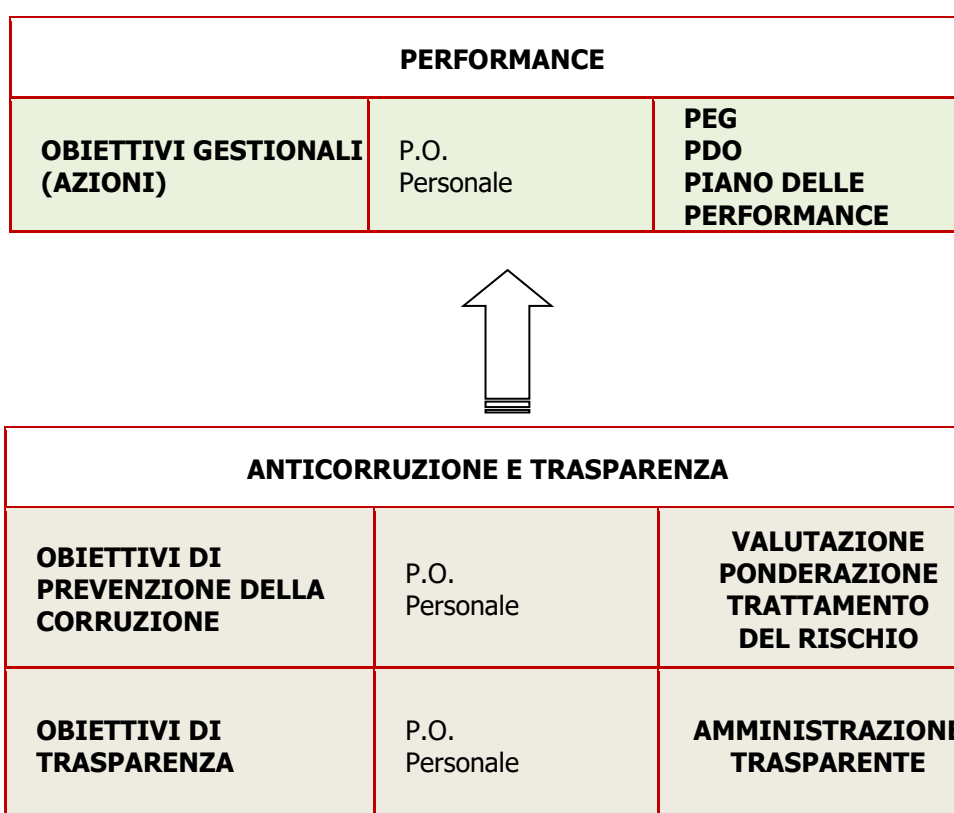 PERFORMANCE
OBIETTIVI GESTIONALI
(AZIONI)
P.O.
Personale
PEG
PDO
PIANO DELLE
PERFORMANCE
ANTICORRUZIONE E TRASPARENZA
OBIETTIVI DI
PREVENZIONE DELLA
CORRUZIONE
P.O.
Personale
VALUTAZIONE
PONDERAZIONE
TRATTAMENTO
DEL RISCHIO
OBIETTIVI DI
TRASPARENZA
P.O.
Personale
AMMINISTRAZIONE
TRASPARENTE